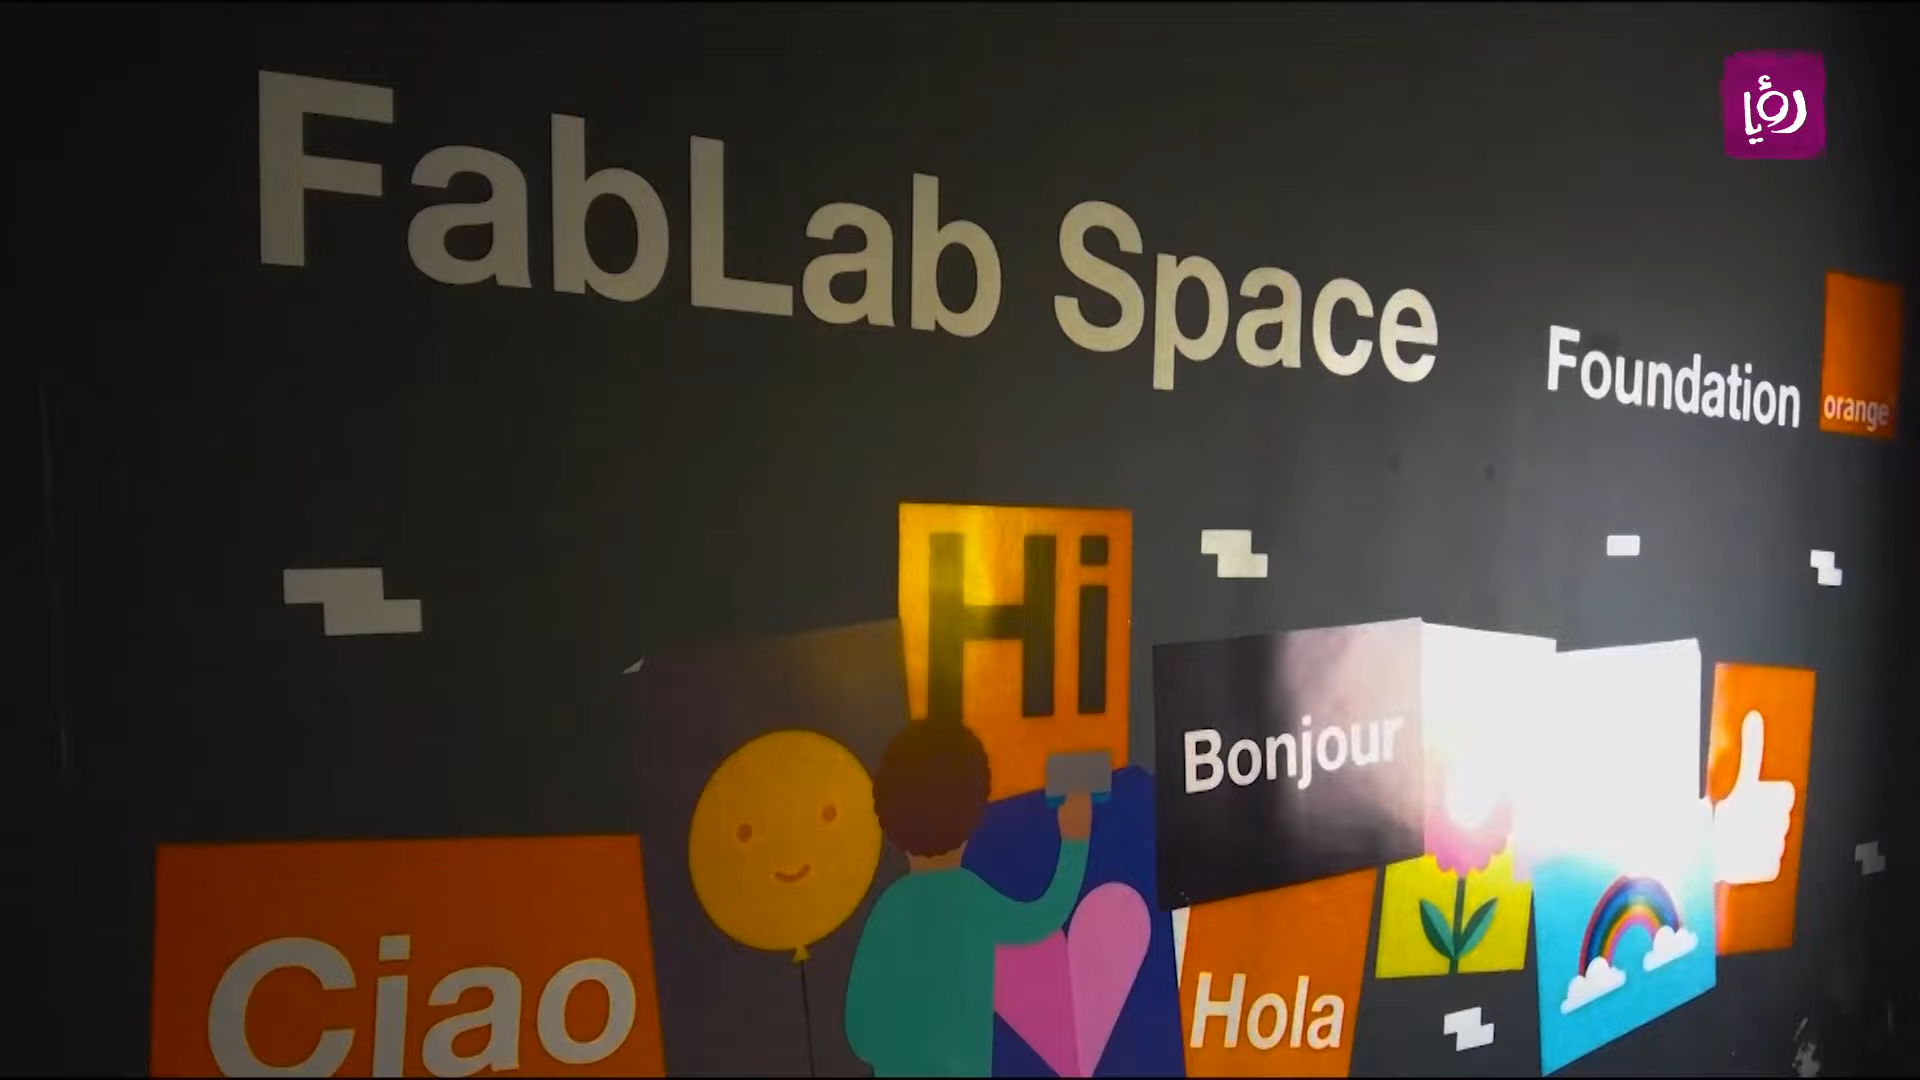 رؤيا
FabLab Space
Foundation
orange
Hi
Bonjour
Ciao
Hola